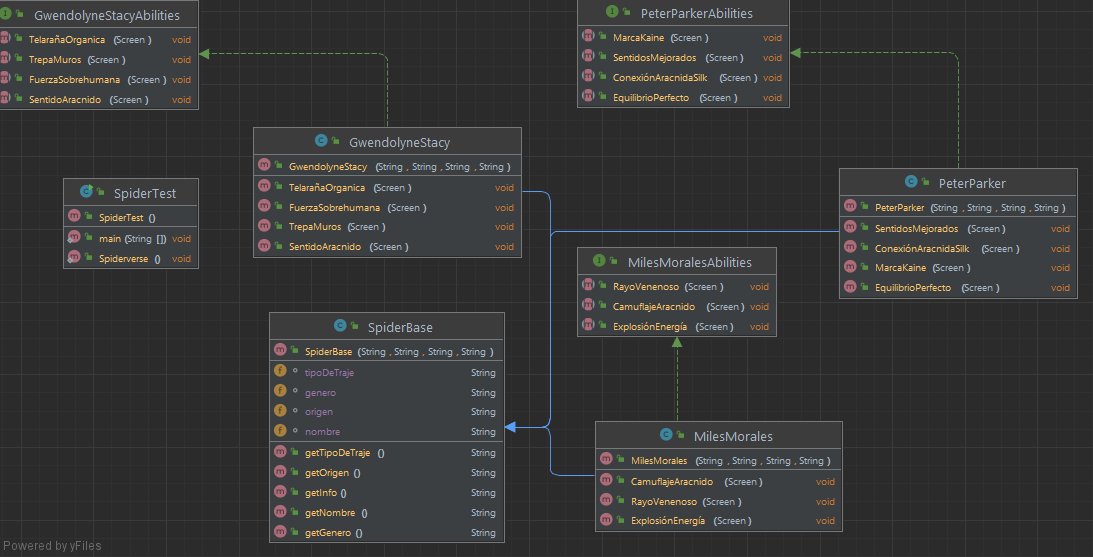 GwendolyneStacyAbilities
TelarañaOrganica (Screen ) void
TrepaMuros (Screen ) void
FuerzaSobrehumana (Screen ) void
SentidoAracnido (Screen ) void
PeterParkerAbilities
MarcaKaine (Screen ) void
SentidosMejorados (Screen ) void
ConexiónAracnidaSilk (Screen ) void
EquilibrioPerfecto (Screen ) void
GwendolyneStacy
GwendolyneStacy (String , String , String , String )
TelarañaOrganica (Screen ) void
FuerzaSobrehumana (Screen ) void
TrepaMuros (Screen ) void
SentidoAracnido (Screen ) void
SpiderTest
SpiderTest ()
main (String []) void
Spiderverse () void
PeterParker
PeterParker (String , String , String , String )
SentidosMejorados (Screen ) void
ConexiónAracnidaSilk (Screen ) void
MarcaKaine (Screen ) void
EquilibrioPerfecto (Screen ) void
MilesMoralesAbilities
RayoVenenoso (Screen ) void
CamuflajeAracnido (Screen ) void
ExplosiónEnergía (Screen ) void
SpiderBase
SpiderBase (String , String , String , String )
tipoDeTraje String
genero String
origen String
nombre String
getTipoDeTraje () String
getOrigen () String
getInfo () String
getNombre () String
getGenero () String
MilesMorales
MilesMorales (String , String , String , String )
CamuflajeAracnido (Screen ) void
RayoVenenoso (Screen ) void
ExplosiónEnergía (Screen ) void
Powered by yFiles